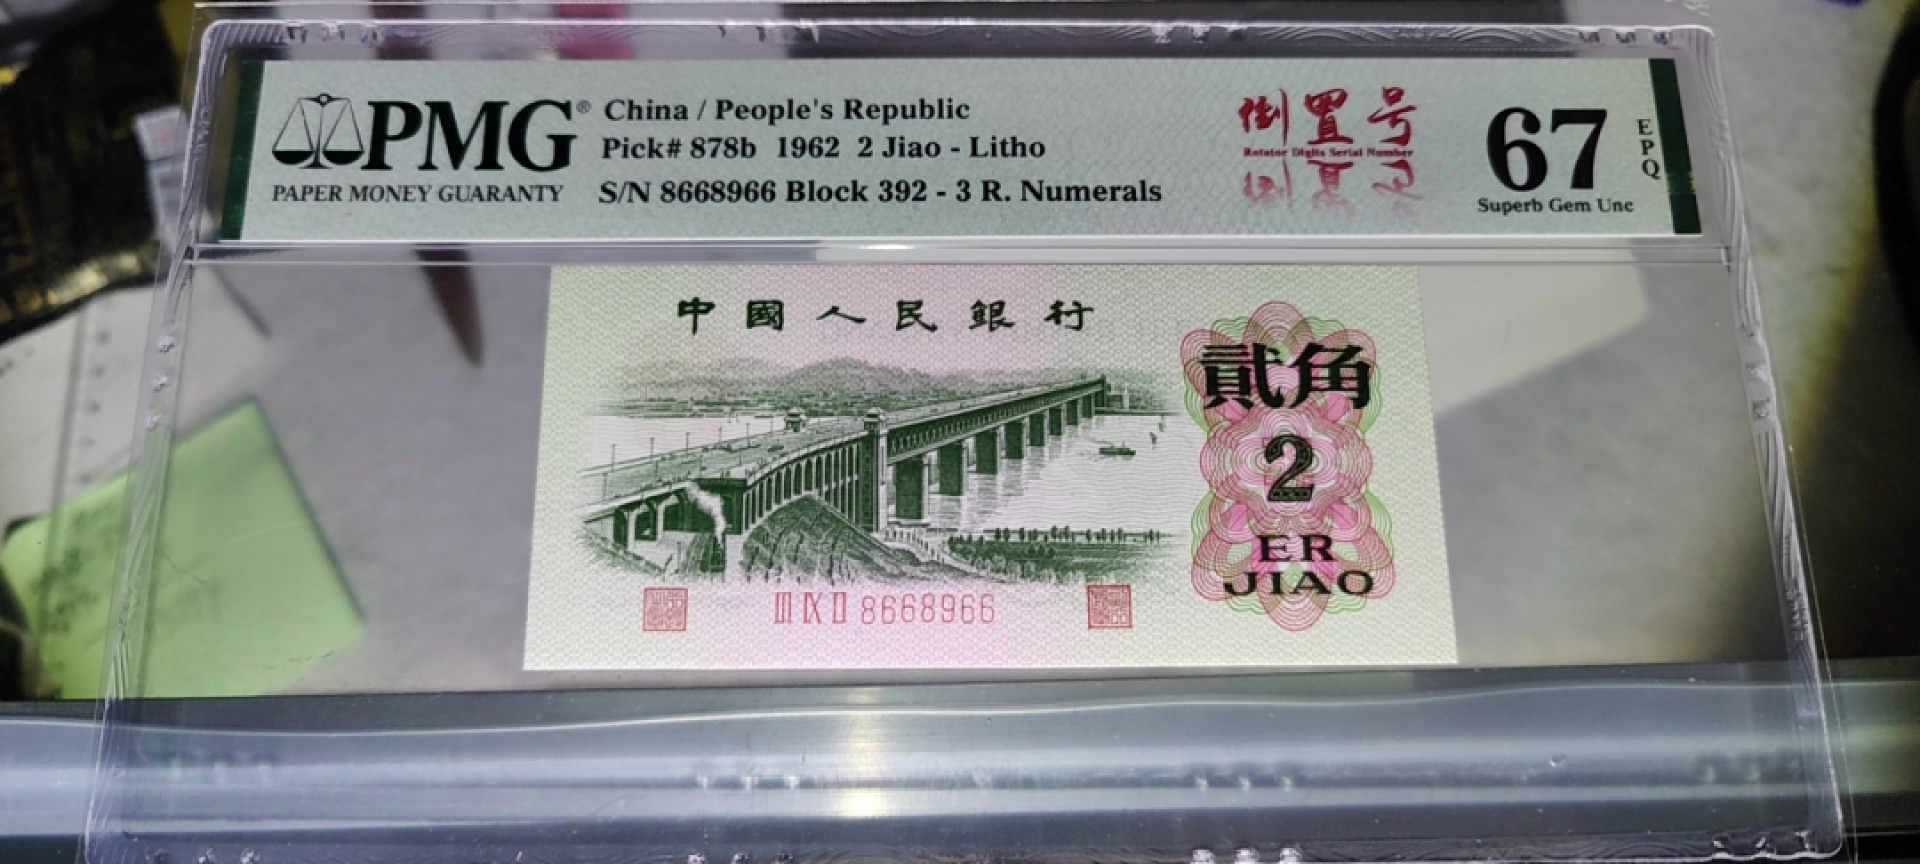 PMG®
PAPER MONEY GUARANTY
China / People's Republic
Pick# 878b 1962 2 Jiao - Litho
S/N 8668966 Block 392 - 3 R. Numerals
倒置号
Rotator Digits Serial Number
67
EPQ
Superb Gem Unc
中國人民銀行
貳角
2
ER
JIAO
III IX II 8668966